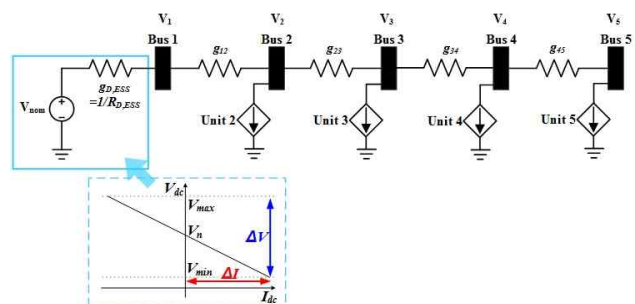 V1 V2 V3 V4 V5
Bus 1 g12 Bus 2 g23 Bus 3 g34 Bus 4 g45 Bus 5
gD,ESS
=1/RD,ESS
Vnom
Unit 2 Unit 3 Unit 4 Unit 5
Vdc
Vmax
Vn
ΔV
Vmin ΔI
Idc